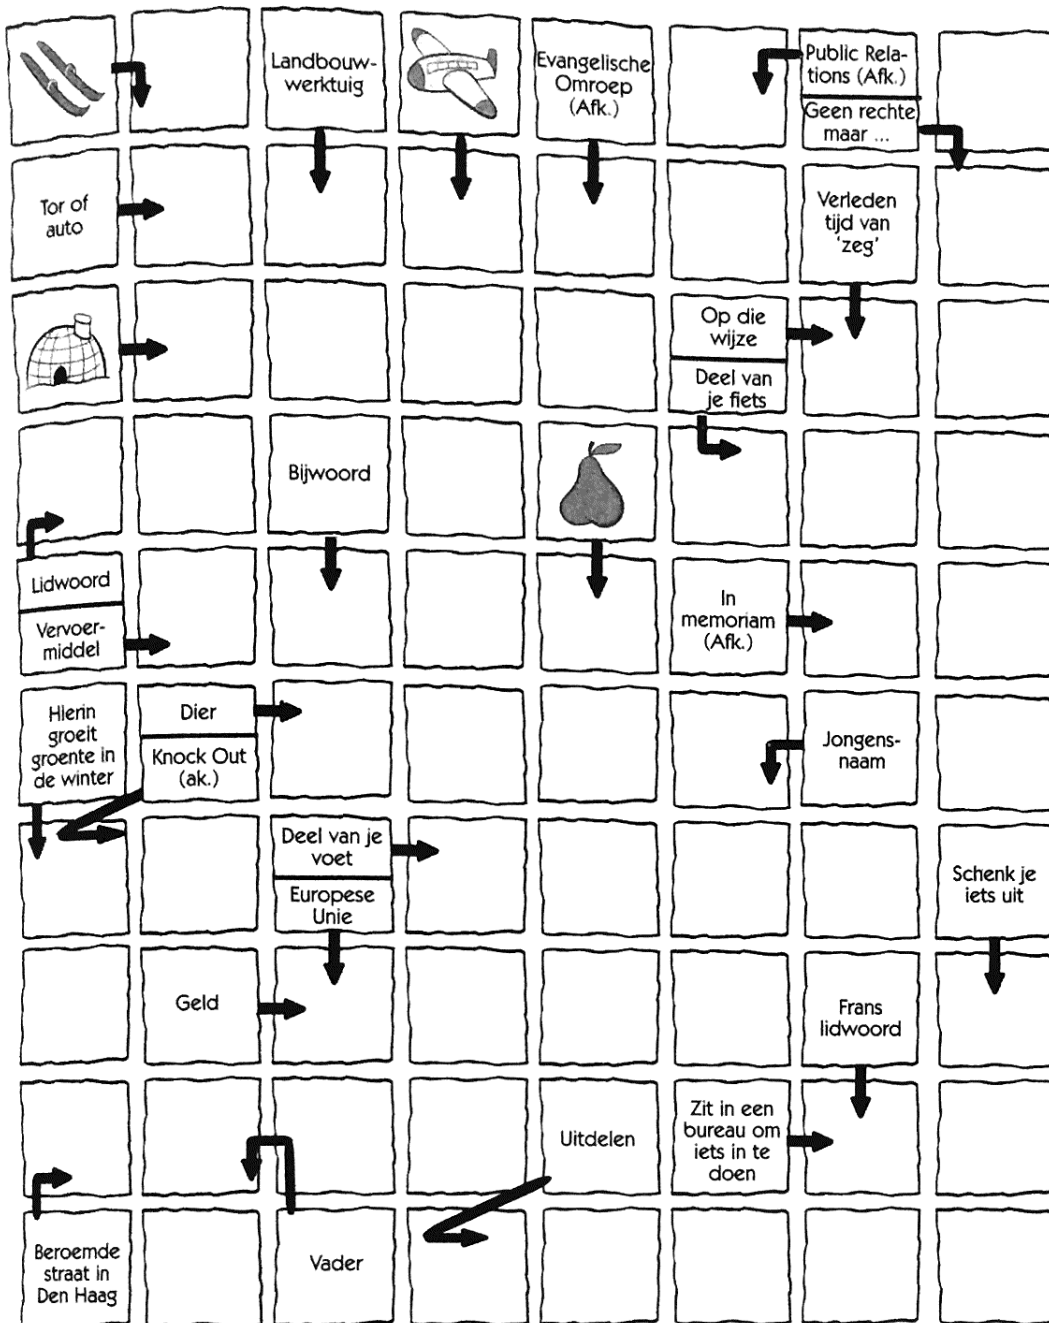 Landbouw-
werktuig
Evangelische
Omroep
(Afk.)
Public Rela-
tions (Afk.)
Geen rechte
maar ...
Tor of
auto
Verleden
tijd van
'zeg'
Op die
wijze
Deel van
je fiets
Bijwoord
Lidwoord
Vervoer-
middel
In
memoriam
(Afk.)
Hierin
groeit
groente in
de winter
Dier
Knock Out
(ak.)
Jongens-
naam
Deel van je
voet
Europese
Unie
Schenk je
iets uit
Geld
Frans
lidwoord
Uitdelen
Zit in een
bureau om
iets in te
doen
Beroemde
straat in
Den Haag
Vader